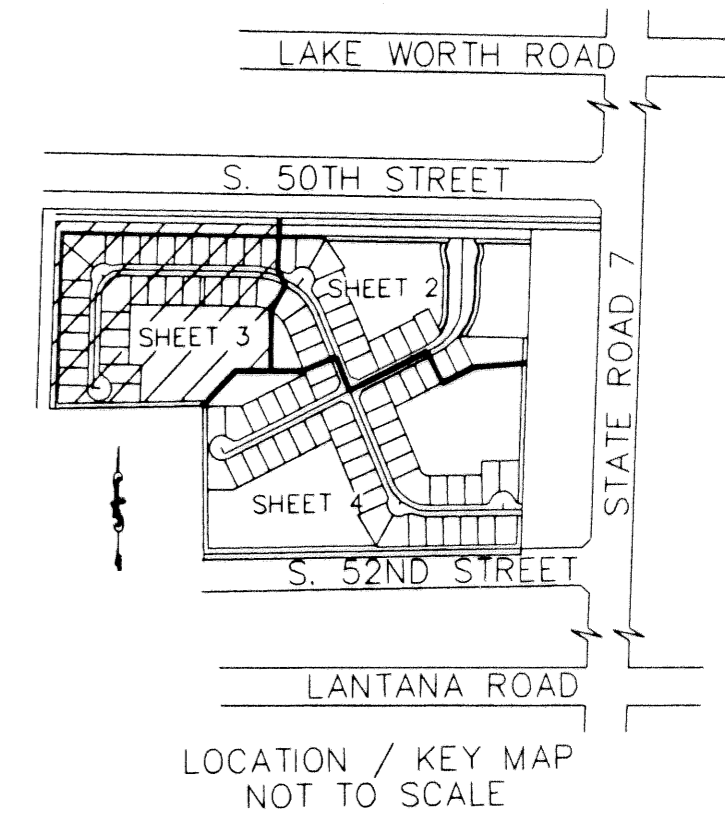 LAKE WORTH ROAD
S. 50TH STREET
SHEET 2
SHEET 3
STATE ROAD 7
SHEET 4
S. 52ND STREET
LANTANA ROAD
LOCATION / KEY MAP
NOT TO SCALE